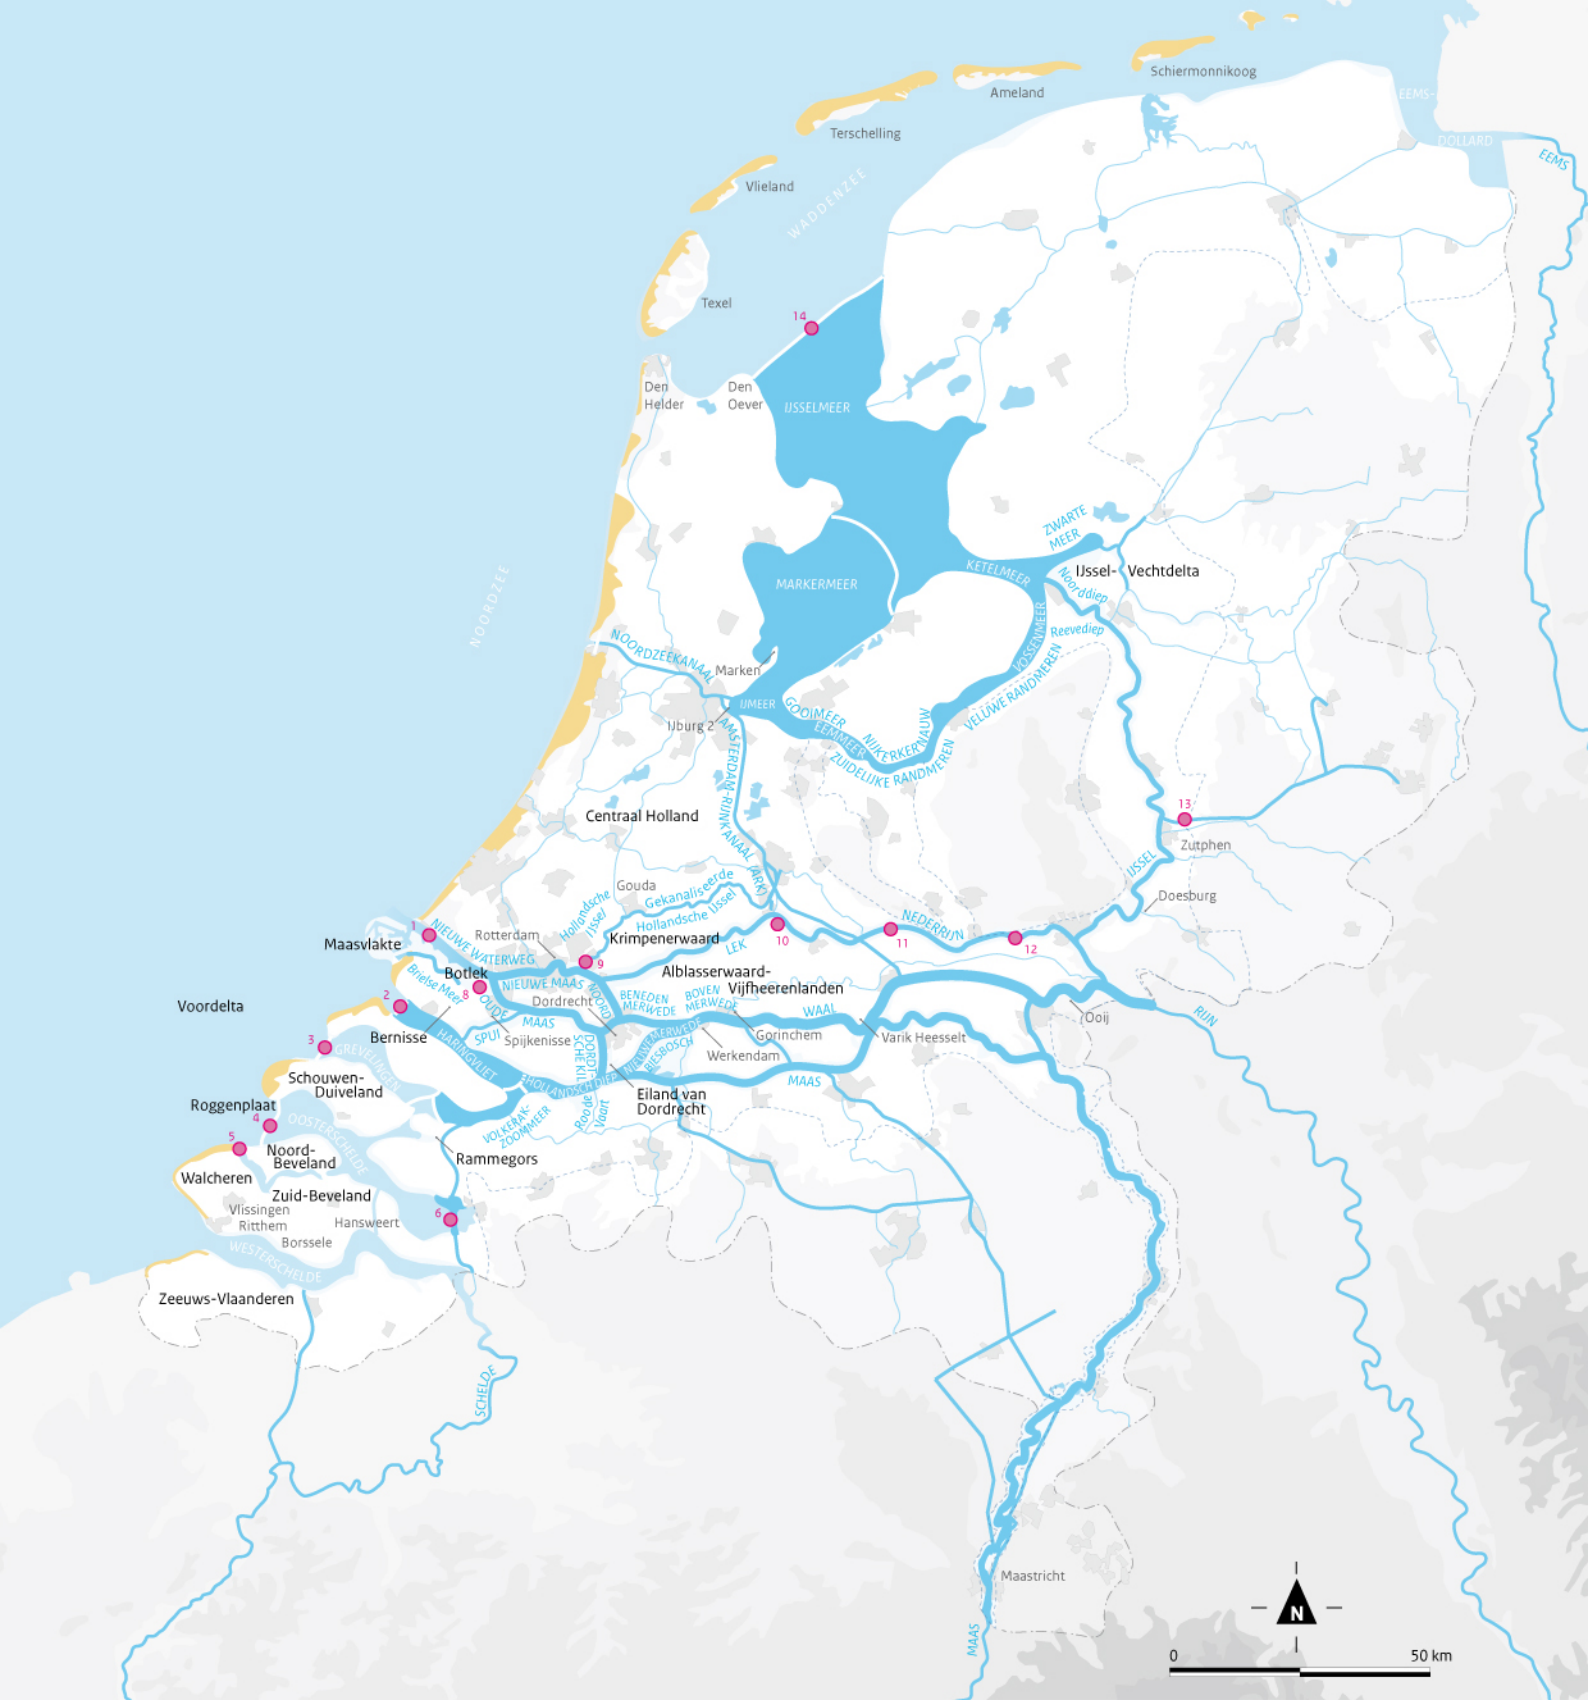 Schiermonnikoog
Ameland
EEMS-
DOLLARD
EEMS
Terschelling
Vlieland
WADDENZEE
Texel
14
Den
Helder
Den
Oever
IJSSELMEER
NOORDZEE
ZWARTE
MEER
KETELMEER
IJssel-
Vechtdelta
Noorddiep
MARKERMEER
Reevediep
VOSSENMEER
VELUWE RANDMEREN
NOORDZEEKANAAL
Marken
IJMEER
IJburg 2
GOOIMEER
EEMMEER
NIJKERKERNAUW
ZUIDELIJKE RANDMEREN
AMSTERDAM-RIJNKANAAL (ARK)
Centraal Holland
13
Zutphen
IJSSEL
Doesburg
Gouda
Gekanaliseerde
Hollandsche IJssel
Hollandsche
IJssel
1
NIEUWE WATERWEG
Maasvlakte
Rotterdam
Krimpenerwaard
LEK
10
11
NEDERRIJN
12
9
Botlek
8
Brielse Meer
NIEUWE MAAS
Alblasserwaard-
Vijfheerenlanden
Dordrecht
NOORD
BENEDEN
MERWEDE
BOVEN
MERWEDE
WAAL
2
Voordelta
OUDE
MAAS
Bernisse
SPUI
Spijkenisse
Gorinchem
Varik Heesselt
Ooij
RIJN
3
GREVELINGEN
HARINGVLIET
DORDT-
SCHE KIL
NIEUWE MERWEDE
BIESBOSCH
Werkendam
HOLLANDSCH DIEP
MAAS
Schouwen-
Duiveland
Eiland van
Dordrecht
Roode
Vaart
VOLKERAK-
ZOOMMEER
Roggenplaat
4
OOSTERSCHELDE
5
Noord-
Beveland
Rammegors
Walcheren
Zuid-Beveland
Vlissingen
Ritthem
Hansweert
6
Borssele
WESTERSCHELDE
Zeeuws-Vlaanderen
SCHELDE
Maastricht
MAAS
N
0
50 km